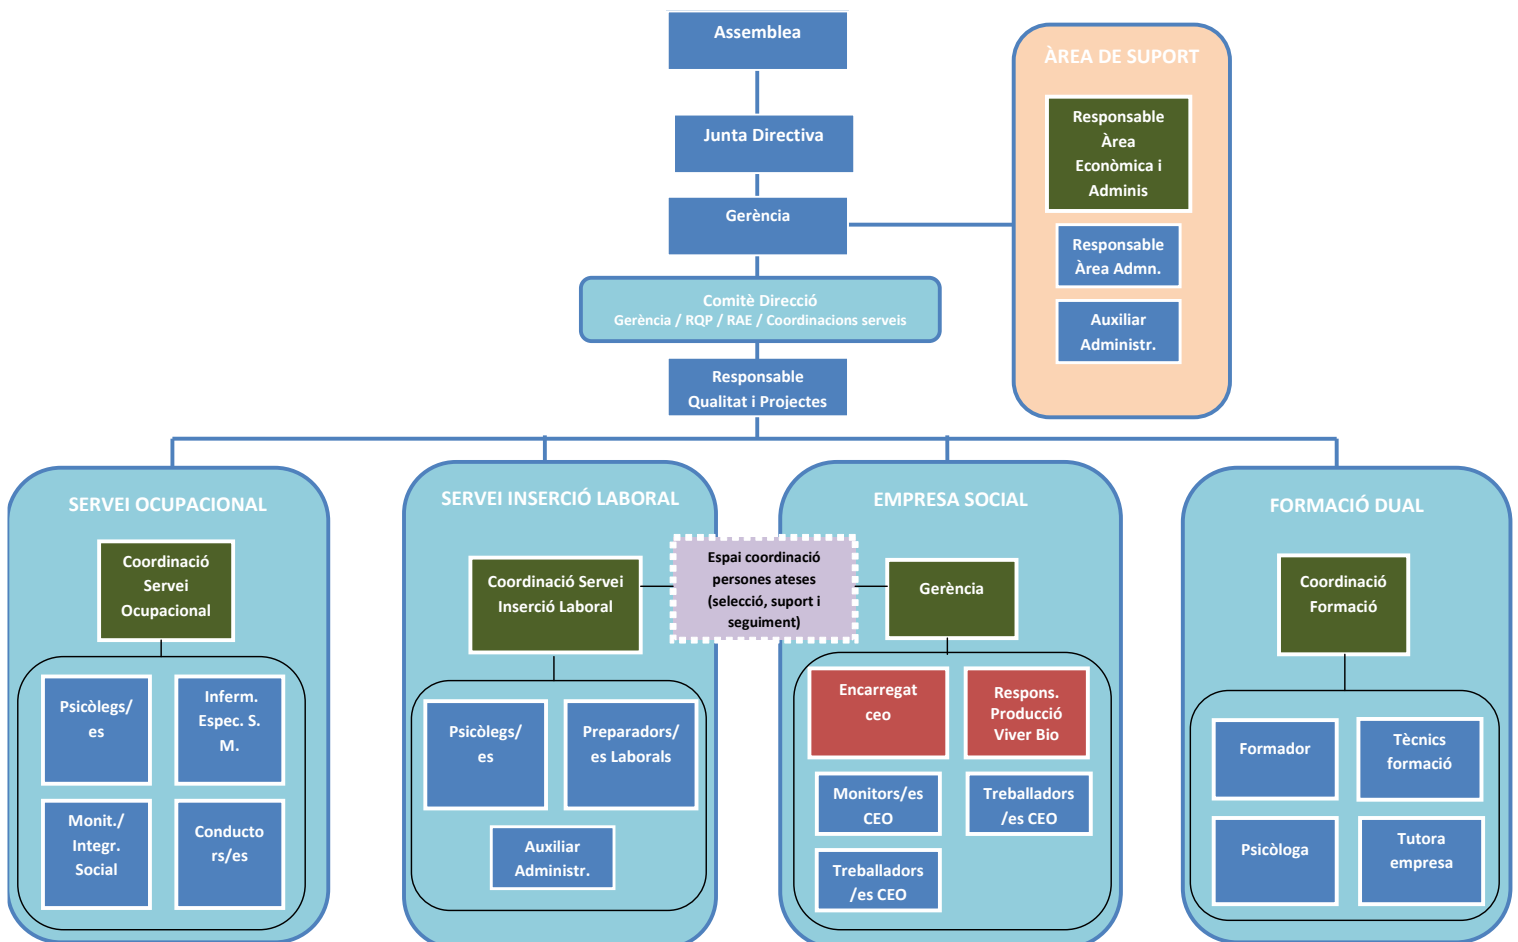 Assemblea
Junta Directiva
Gerència
Comitè Direcció
Gerència / RQP / RAE / Coordinacions serveis
Responsable
Qualitat i Projectes
ÀREA DE SUPORT
Responsable
Àrea
Econòmica i
Adminis
Responsable
Àrea Admn.
Auxiliar
Administr.
SERVEI OCUPACIONAL
Coordinació
Servei
Ocupacional
Psicòlegs/
es
Inferm.
Espec. S.
M.
Monit./
Integr.
Social
Conducto
rs/es
SERVEI INSERCIÓ LABORAL
Coordinació Servei
Inserció Laboral
Psicòlegs/
es
Preparadors/
es Laborals
Auxiliar
Administr.
Espai coordinació
persones ateses
(selecció, suport i
seguiment)
EMPRESA SOCIAL
Gerència
Encarregat
ceo
Respons.
Producció
Viver Bio
Monitors/es
CEO
Treballadors
/es CEO
Treballadors
/es CEO
FORMACIÓ DUAL
Coordinació
Formació
Formador
Tècnics
formació
Psicòloga
Tutora
empresa